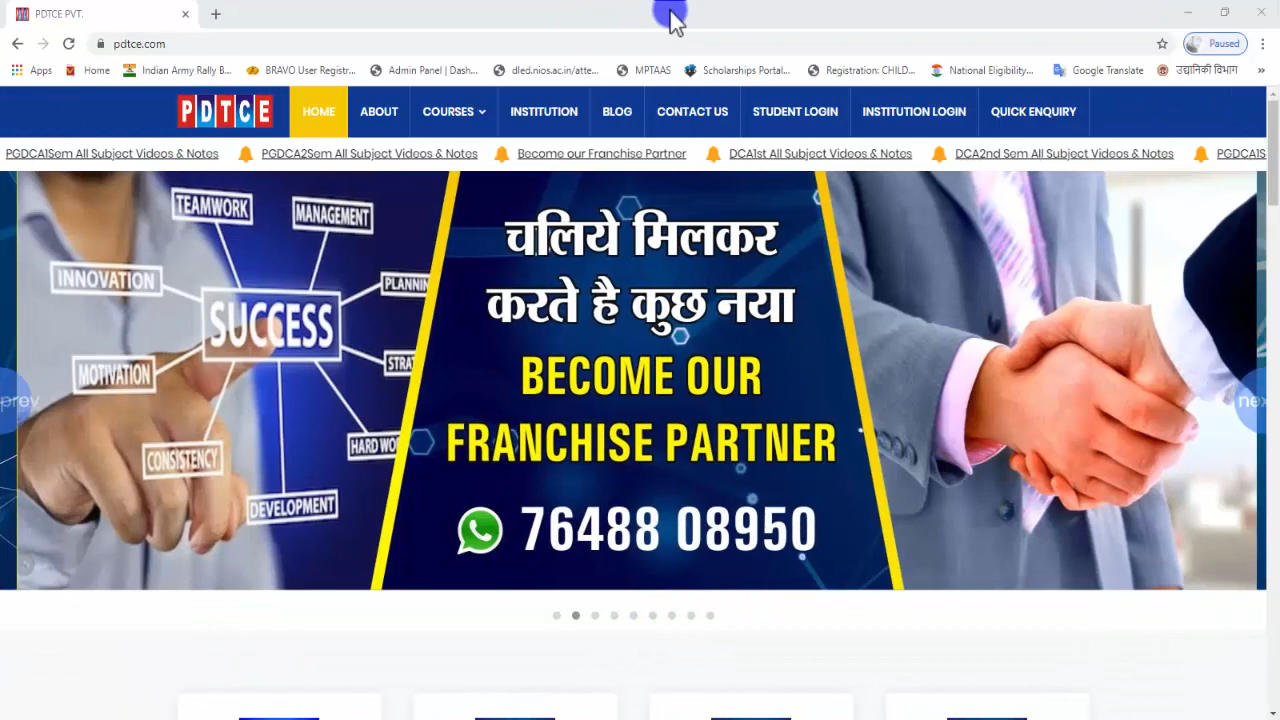 PDTCE PVT.
pdtce.com
Paused
Apps
Home
Indian Army Rally B...
BRAVO User Registr...
Admin Panel | Dash...
dled.nios.ac.in/atte...
MPTAAS
Scholarships Portal...
Registration: CHILD...
National Eligibility...
Google Translate
उद्यानिकी विभाग
»
PDTCE
HOME
ABOUT
COURSES
INSTITUTION
BLOG
CONTACT US
STUDENT LOGIN
INSTITUTION LOGIN
QUICK ENQUIRY
PGDCA1Sem All Subject Videos & Notes
PGDCA2Sem All Subject Videos & Notes
Become our Franchise Partner
DCA1st All Subject Videos & Notes
DCA2nd Sem All Subject Videos & Notes
PGDCA1S
TEAMWORK
MANAGEMENT
INNOVATION
PLANNIN
SUCCESS
MOTIVATION
STRAT
CONSISTENCY
HARD WO
DEVELOPMENT
चलिये मिलकर
करते है कुछ नया
BECOME OUR
FRANCHISE PARTNER
76488 08950
prev
nex